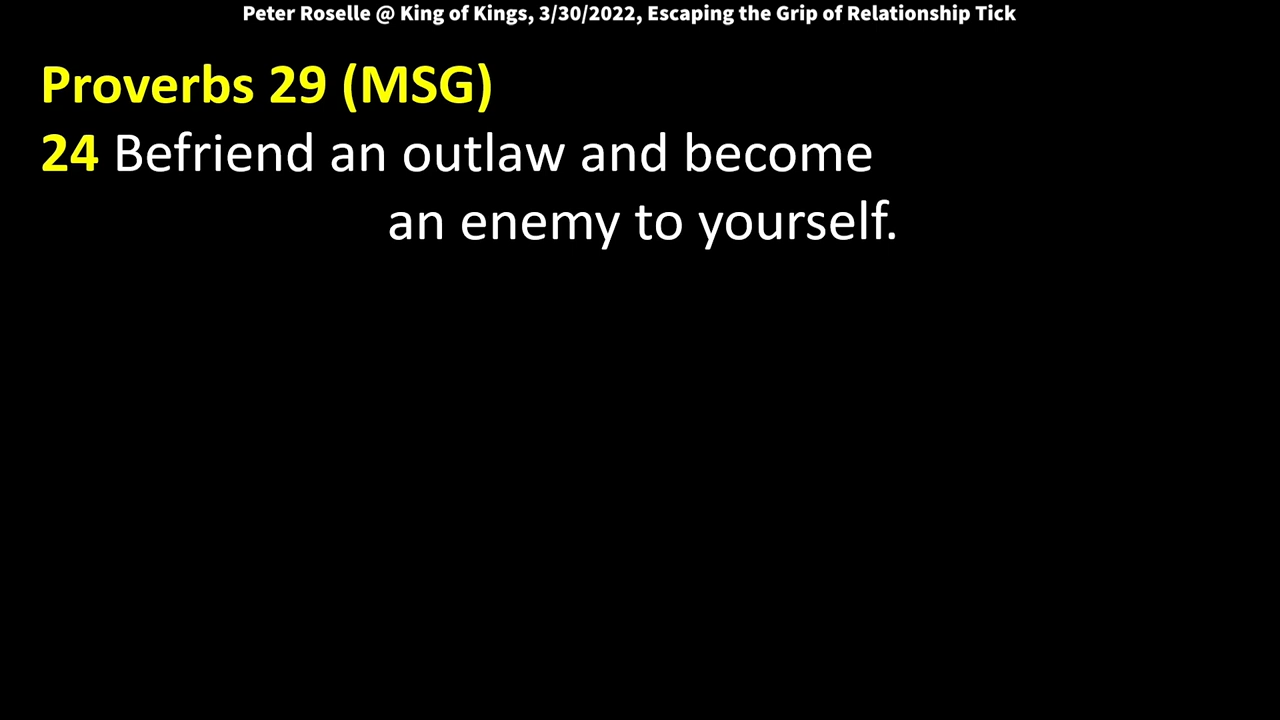 Peter Roselle @ King of Kings, 3/30/2022, Escaping the Grip of Relationship Tick
Proverbs 29 (MSG)
24 Befriend an outlaw and become
an enemy to yourself.